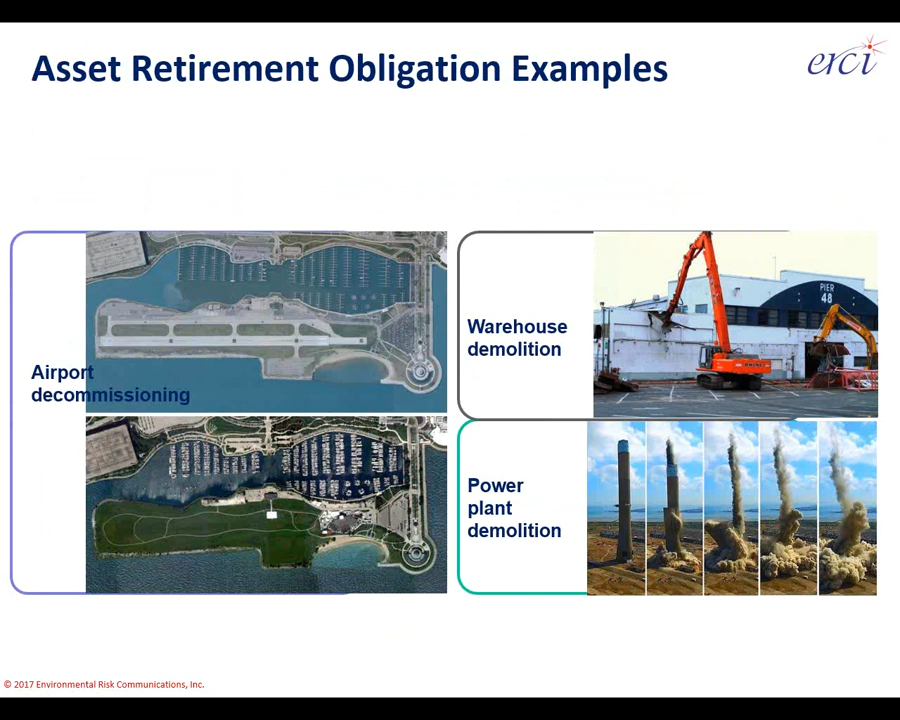 Asset Retirement Obligation Examples
erci
Airport
decommissioning
Warehouse
demolition
PIER
48
Power
plant
demolition
© 2017 Environmental Risk Communications, Inc.